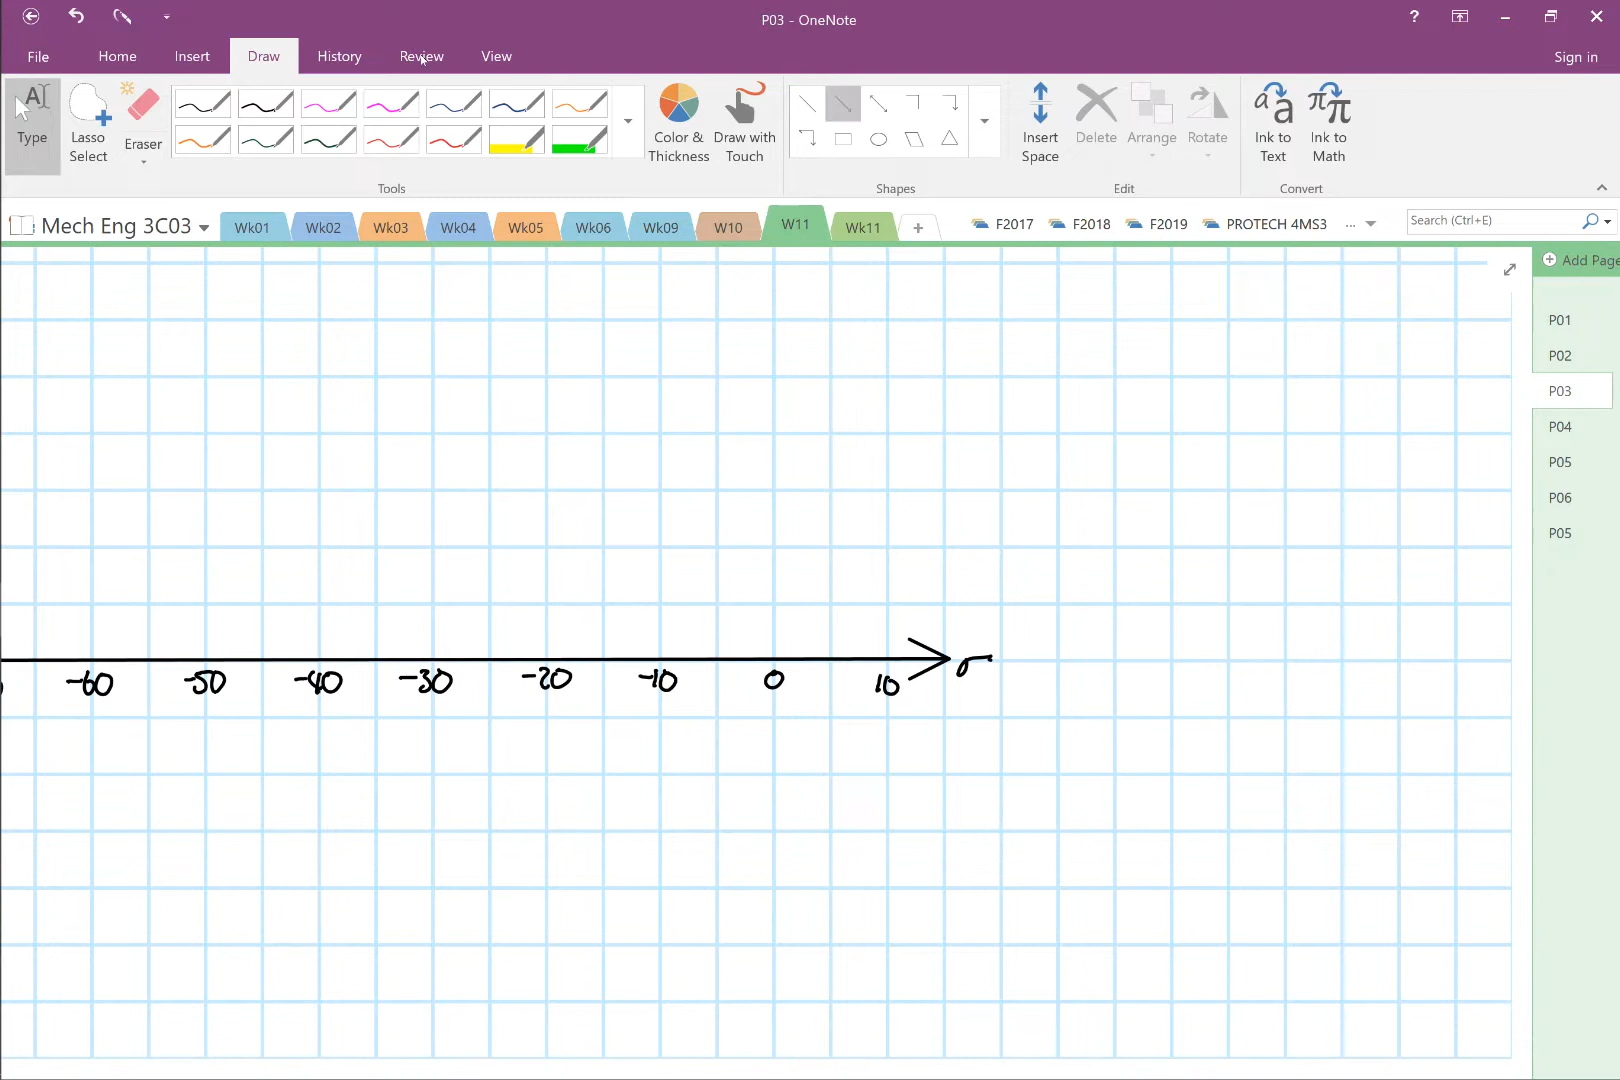 P03 - OneNote
?
File Home Insert Draw History Review View Sign in
Type Lasso Select Eraser Color & Thickness Draw with Touch Insert Space Delete Arrange Rotate Ink to Text Ink to Math
Tools Shapes Edit Convert
Mech Eng 3C03 Wk01 Wk02 Wk03 Wk04 Wk05 Wk06 Wk09 W10 W11 Wk11 + F2017 F2018 F2019 PROTECH 4MS3 ... Search (Ctrl+E)
Add Page
P01
P02
P03
P04
P05
P06
P05
-60 -50 -40 -30 -20 -10 0 10 σ